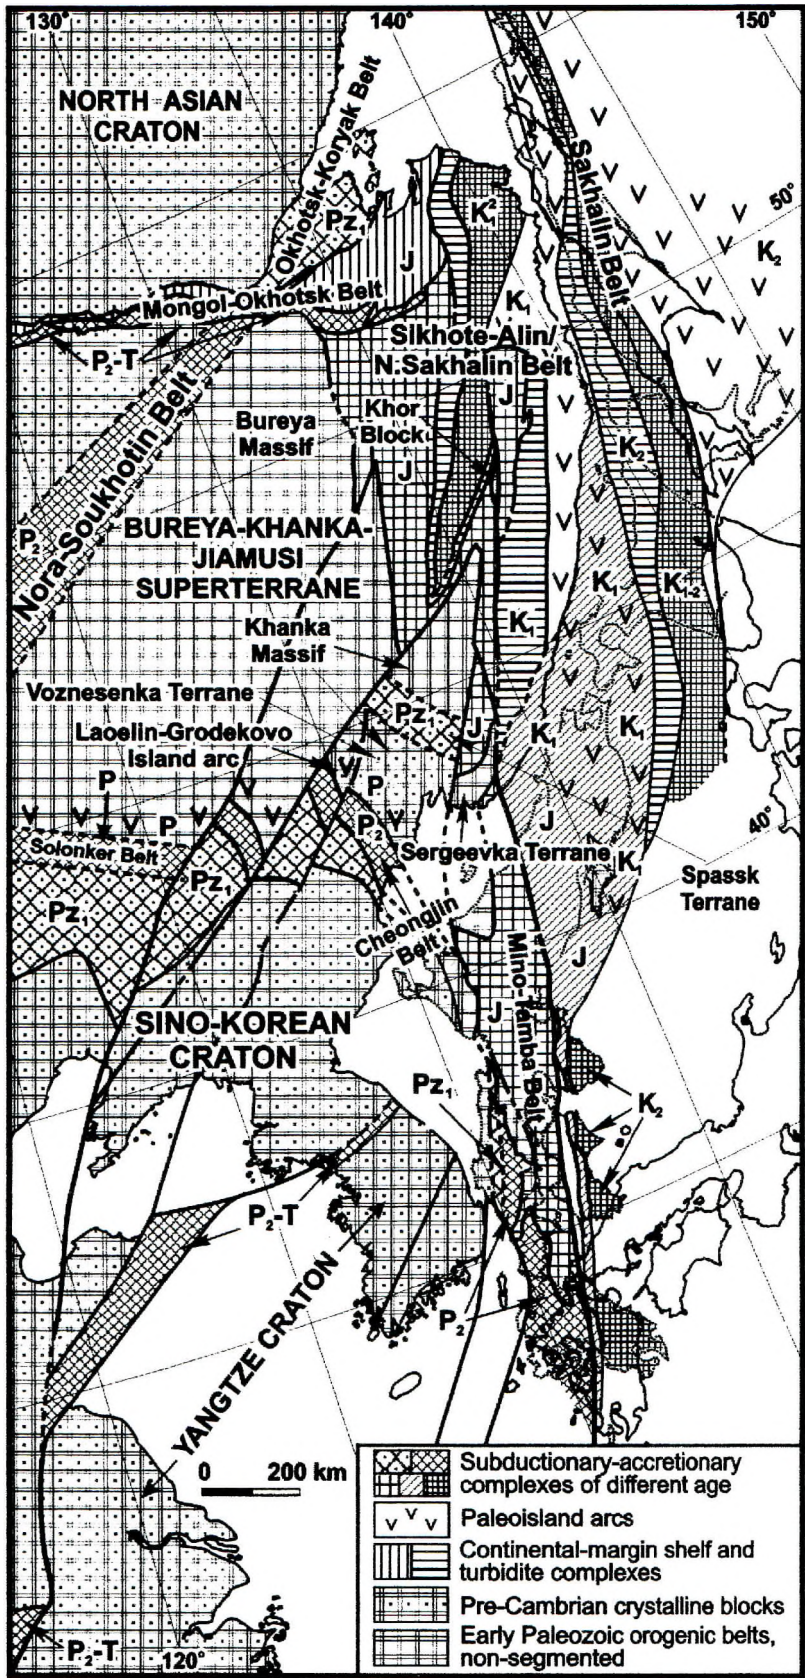 130°
140°
150°
NORTH ASIAN
CRATON
Okhotsk-Koryak Belt
Sakhalin Belt
50°
Pz₁
K₁²
K₂
J
K₁
Mongol-Okhotsk Belt
P₂-T
Sikhote-Alin/
N.Sakhalin Belt
J
Khor
Block
Bureya
Massif
K₂
J
Nora-Soukhotin Belt
P₂
BUREYA-KHANKA-
JIAMUSI
SUPERTERRANE
K₁
K₁₋₂
K₁
Khanka
Massif
Voznesenka Terrane
Pz₁
J
K₁
K₁
Laoelin-Grodekovo
Island arc
P
P
P
P₂
J
40°
Solonker Belt
Pz₁
Sergeevka Terrane
K₁
Spassk
Terrane
Pz₁
Cheongjin
Belt
J
SINO-KOREAN
CRATON
J
Mino-Tamba Belt
Pz₁
K₂
P₂-T
P₂
YANGTZE CRATON
0 200 km
P₂-T
120°
Subductionary-accretionary
complexes of different age
Paleoisland arcs
Continental-margin shelf and
turbidite complexes
Pre-Cambrian crystalline blocks
Early Paleozoic orogenic belts,
non-segmented